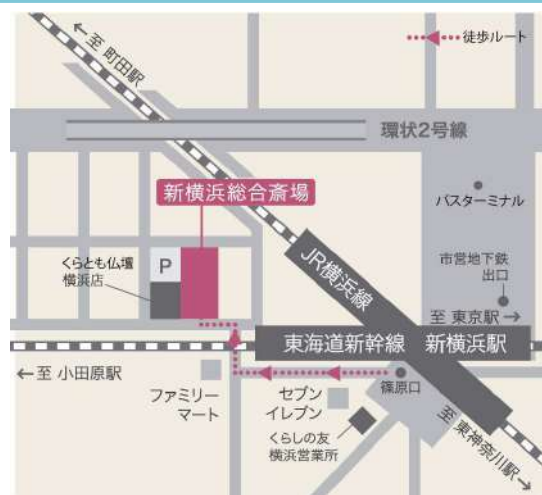 徒歩ルート
←至 町田駅
環状2号線
新横浜総合斎場
バスターミナル
くらとも仏壇
横浜店
P
JR横浜線
市営地下鉄
出口
至 東京駅→
東海道新幹線 新横浜駅
←至 小田原駅
ファミリー
マート
セブン
イレブン
篠原口
くらしの友
横浜営業所
至 東神奈川駅→